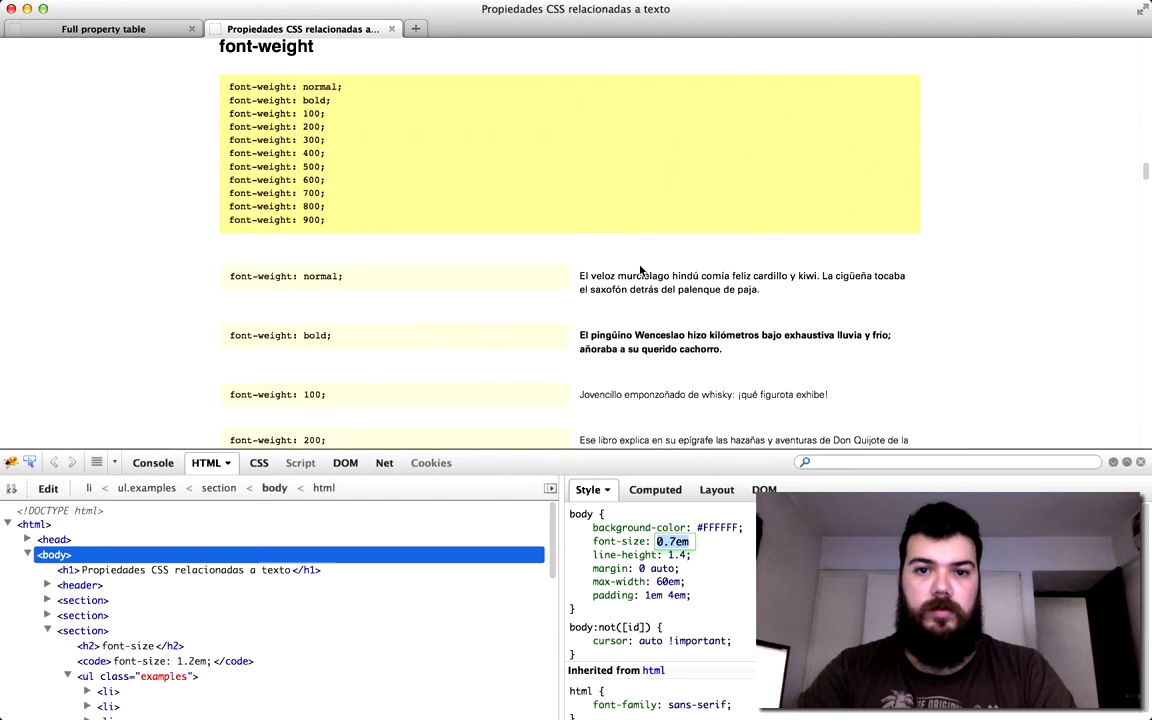 Propiedades CSS relacionadas a texto
Full property table
Propiedades CSS relacionadas a...
font-weight
font-weight: normal;
font-weight: bold;
font-weight: 100;
font-weight: 200;
font-weight: 300;
font-weight: 400;
font-weight: 500;
font-weight: 600;
font-weight: 700;
font-weight: 800;
font-weight: 900;
font-weight: normal;
El veloz murciélago hindú comía feliz cardillo y kiwi. La cigüeña tocaba
el saxofón detrás del palenque de paja.
font-weight: bold;
El pingüino Wenceslao hizo kilómetros bajo exhaustiva lluvia y frío;
añoraba a su querido cachorro.
font-weight: 100;
Jovencillo emponzoñado de whisky: ¡qué figurota exhibe!
font-weight: 200;
Ese libro explica en su epígrafe las hazañas y aventuras de Don Quijote de la
Console HTML CSS Script DOM Net Cookies
Edit li < ul.examples < section < body < html
Style Computed Layout DOM
<!DOCTYPE html>
<html>
<head>
<body>
<h1>Propiedades CSS relacionadas a texto</h1>
<header>
<section>
<section>
<section>
<h2>font-size</h2>
<code>font-size: 1.2em;</code>
<ul class="examples">
<li>
<li>
body {
background-color: #FFFFFF;
font-size: 0.7em
line-height: 1.4;
margin: 0 auto;
max-width: 60em;
padding: 1em 4em;
}
body:not([id]) {
cursor: auto !important;
}
Inherited from html
html {
font-family: sans-serif;